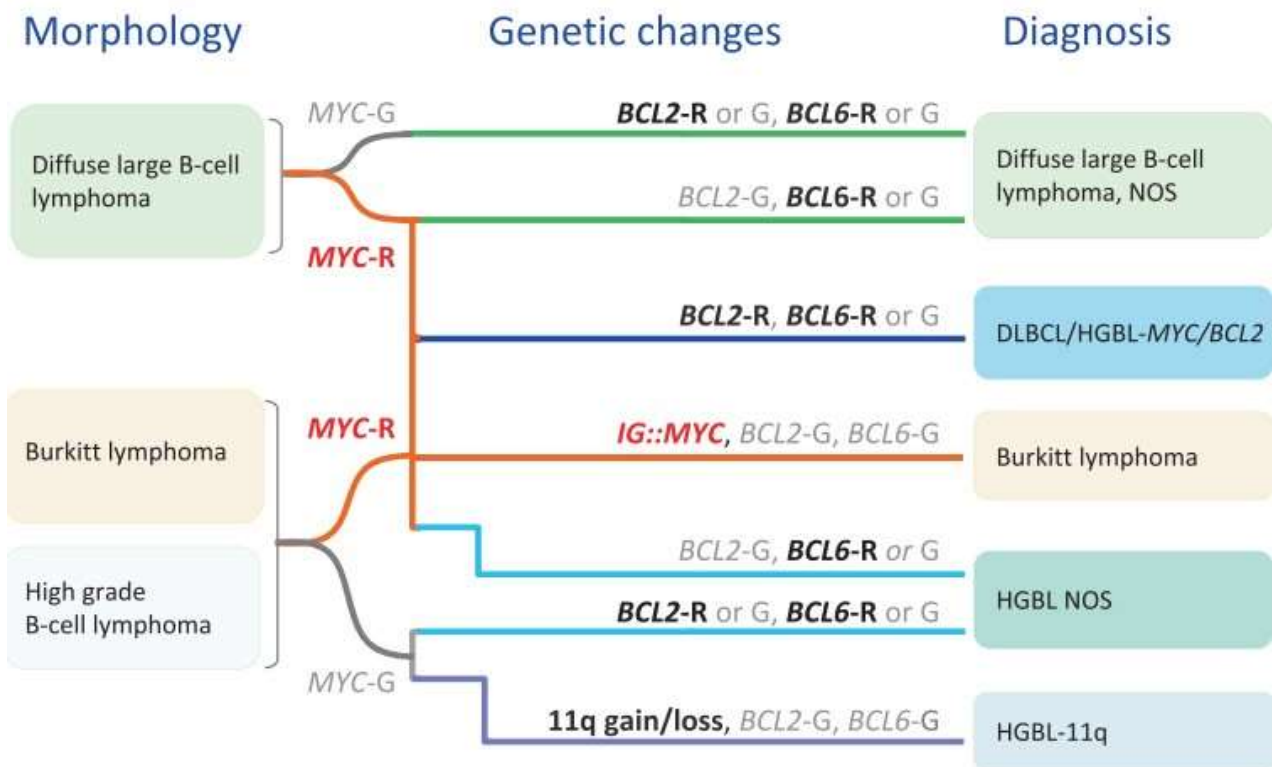 Morphology
Genetic changes
Diagnosis
MYC-G
BCL2-R or G, BCL6-R or G
Diffuse large B-cell
lymphoma
Diffuse large B-cell
lymphoma, NOS
BCL2-G, BCL6-R or G
MYC-R
BCL2-R, BCL6-R or G
DLBCL/HGBL-MYC/BCL2
MYC-R
IG::MYC, BCL2-G, BCL6-G
Burkitt lymphoma
Burkitt lymphoma
BCL2-G, BCL6-R or G
High grade
B-cell lymphoma
HGBL NOS
BCL2-R or G, BCL6-R or G
MYC-G
11q gain/loss, BCL2-G, BCL6-G
HGBL-11q